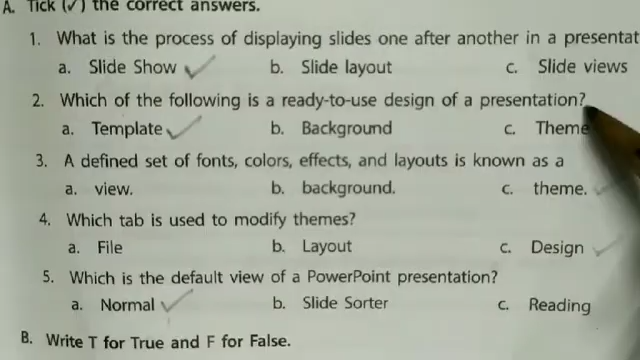 A. Tick (✓) the correct answers.
1. What is the process of displaying slides one after another in a presentat
a. Slide Show ✓ b. Slide layout c. Slide views
2. Which of the following is a ready-to-use design of a presentation?
a. Template ✓ b. Background c. Theme
3. A defined set of fonts, colors, effects, and layouts is known as a
a. view. b. background. c. theme. ✓
4. Which tab is used to modify themes?
a. File b. Layout c. Design ✓
5. Which is the default view of a PowerPoint presentation?
a. Normal ✓ b. Slide Sorter c. Reading
B. Write T for True and F for False.